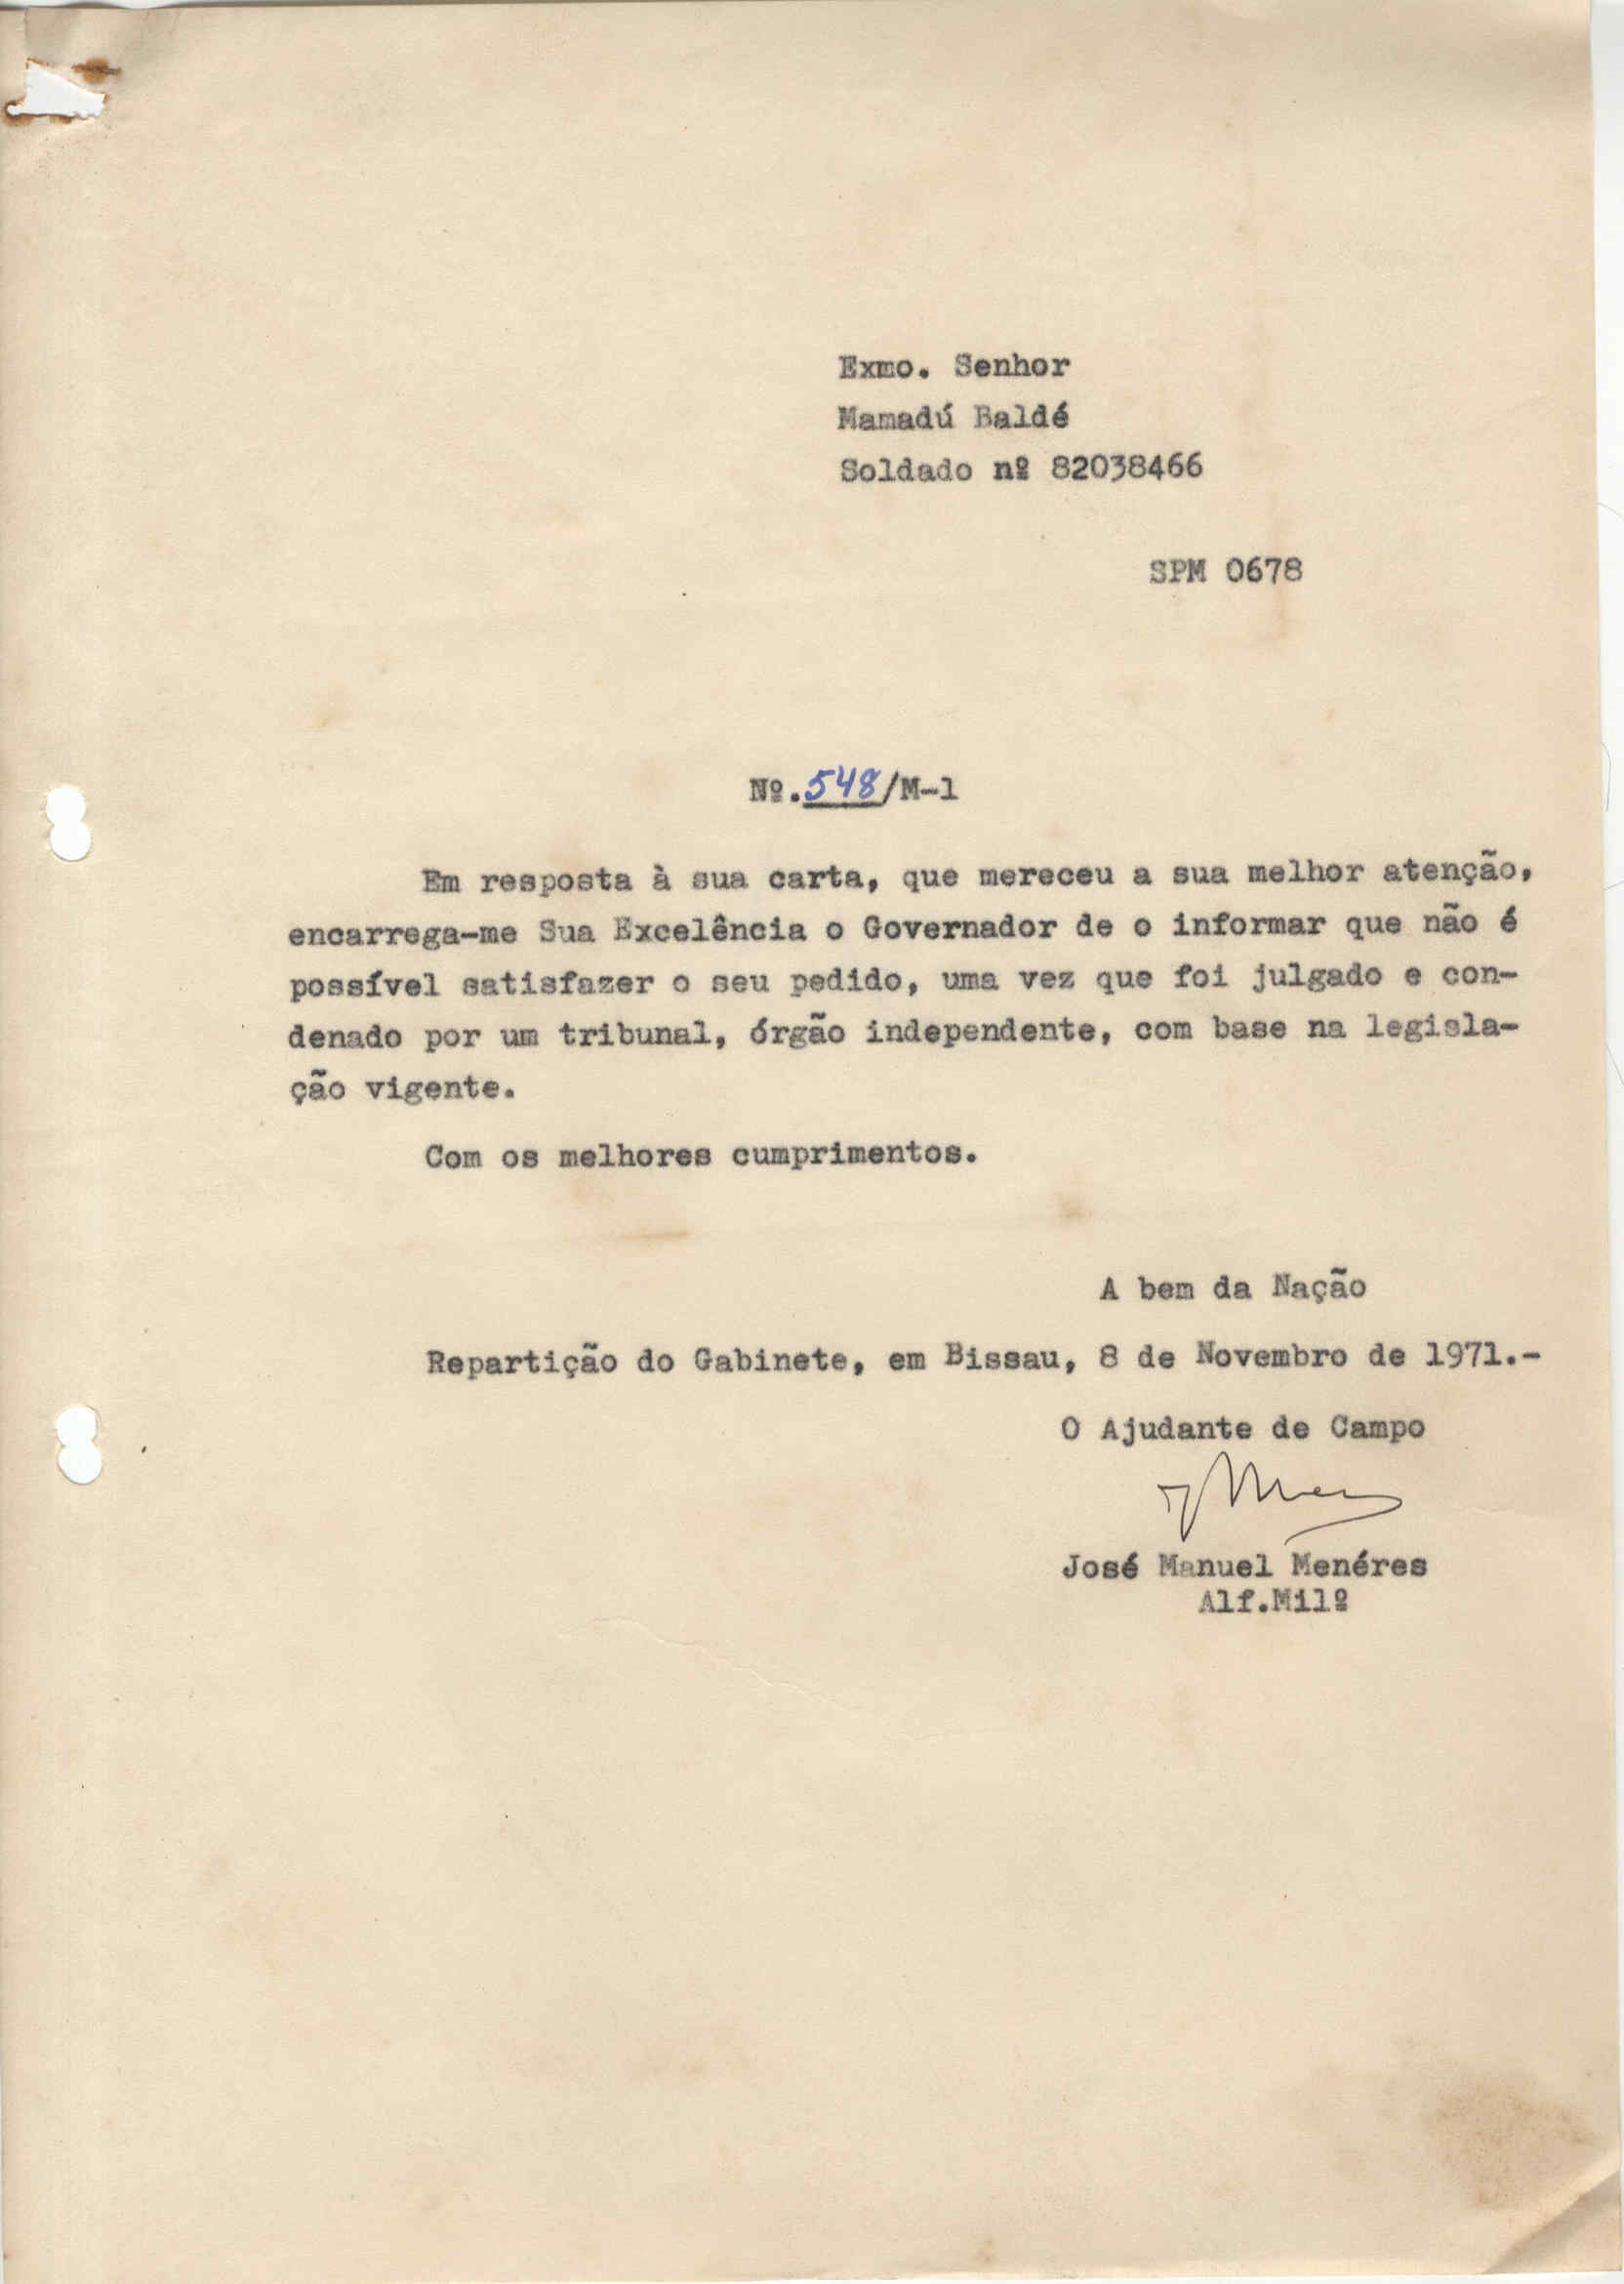 Exmo. Senhor
Mamadú Baldé
Soldado nº 82038466
SPM 0678
Nº.548/M-1
Em resposta à sua carta, que mereceu a sua melhor atenção,
encarrega-me Sua Excelência o Governador de o informar que não é
possível satisfazer o seu pedido, uma vez que foi julgado e con-
denado por um tribunal, órgão independente, com base na legisla-
ção vigente.
Com os melhores cumprimentos.
A bem da Nação
Repartição do Gabinete, em Bissau, 8 de Novembro de 1971.-
O Ajudante de Campo
José Manuel Menéres
Alf.Milº